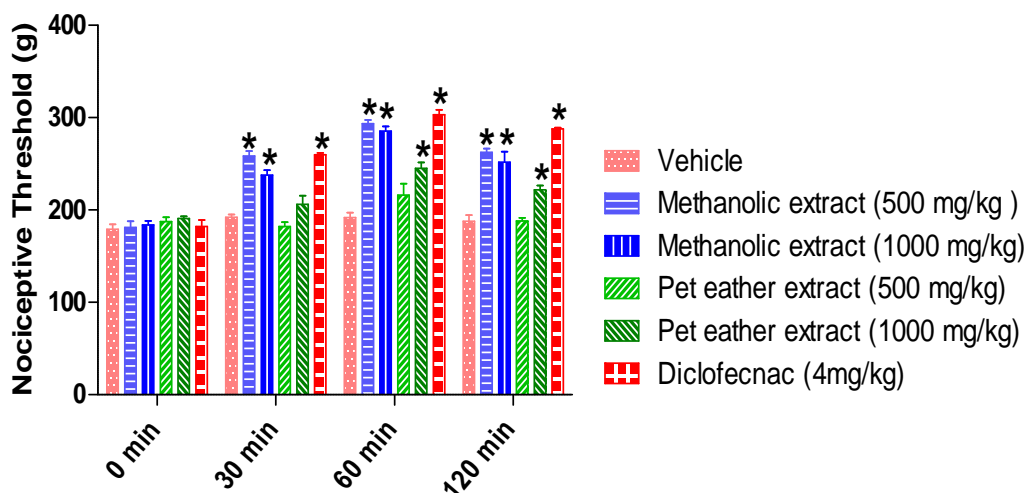 Nociceptive Threshold (g)
400
300
200
100
0
* * *
* * * *
* * * *
0 min
30 min
60 min
120 min
Vehicle
Methanolic extract (500 mg/kg )
Methanolic extract (1000 mg/kg)
Pet eather extract (500 mg/kg)
Pet eather extract (1000 mg/kg)
Diclofecnac (4mg/kg)